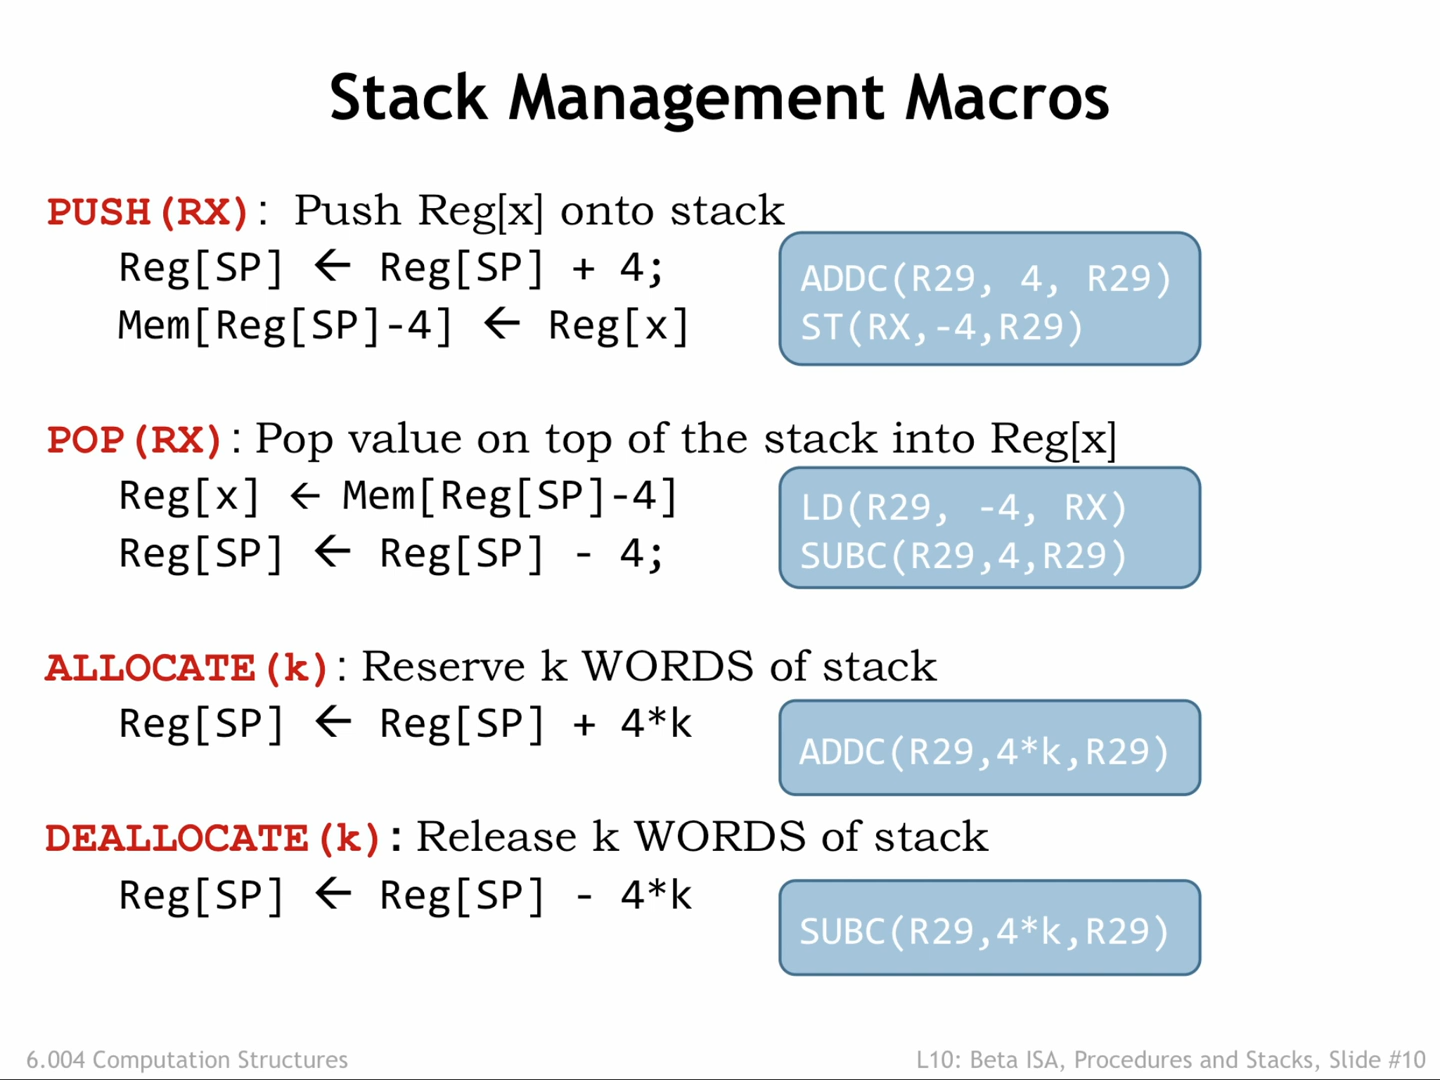 Stack Management Macros
PUSH(RX): Push Reg[x] onto stack
Reg[SP] ← Reg[SP] + 4;
Mem[Reg[SP]-4] ← Reg[x]
ADDC(R29, 4, R29)
ST(RX,-4,R29)
POP(RX): Pop value on top of the stack into Reg[x]
Reg[x] ← Mem[Reg[SP]-4]
Reg[SP] ← Reg[SP] - 4;
LD(R29, -4, RX)
SUBC(R29,4,R29)
ALLOCATE(k): Reserve k WORDS of stack
Reg[SP] ← Reg[SP] + 4*k
ADDC(R29,4*k,R29)
DEALLOCATE(k): Release k WORDS of stack
Reg[SP] ← Reg[SP] - 4*k
SUBC(R29,4*k,R29)
6.004 Computation Structures
L10: Beta ISA, Procedures and Stacks, Slide #10